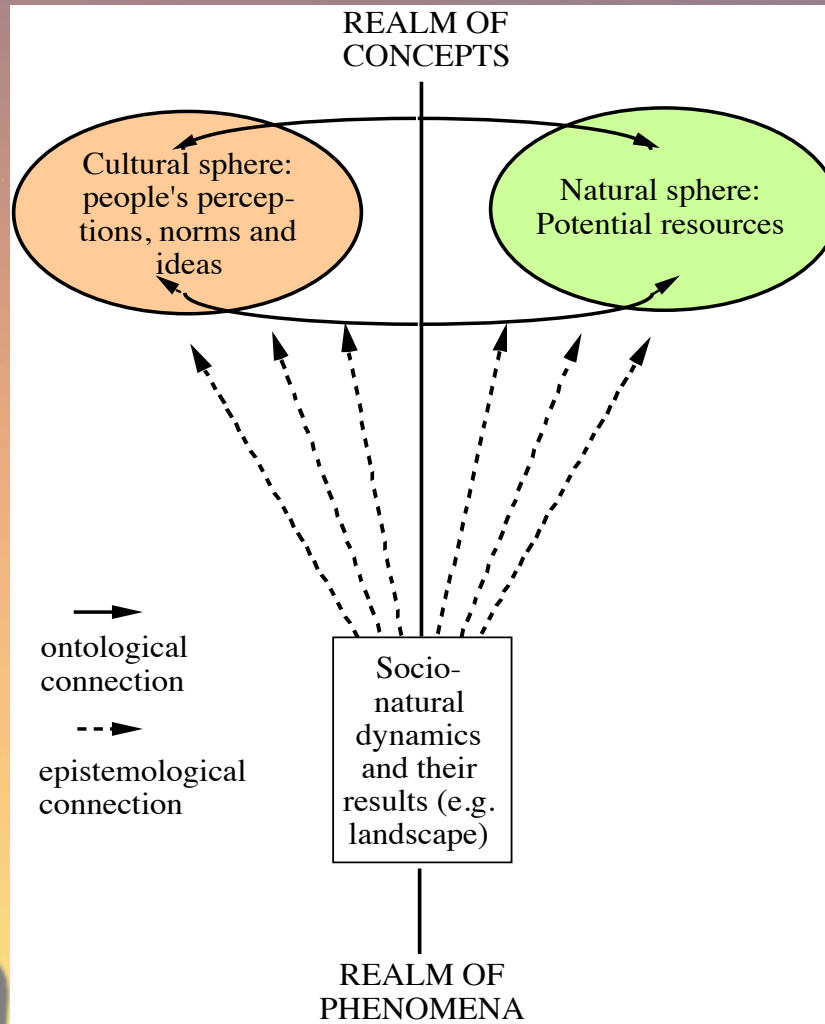 REALM OF
CONCEPTS
Cultural sphere:
people's percep-
tions, norms and
ideas
Natural sphere:
Potential resources
ontological
connection
epistemological
connection
Socio-
natural
dynamics
and their
results (e.g.
landscape)
REALM OF
PHENOMENA